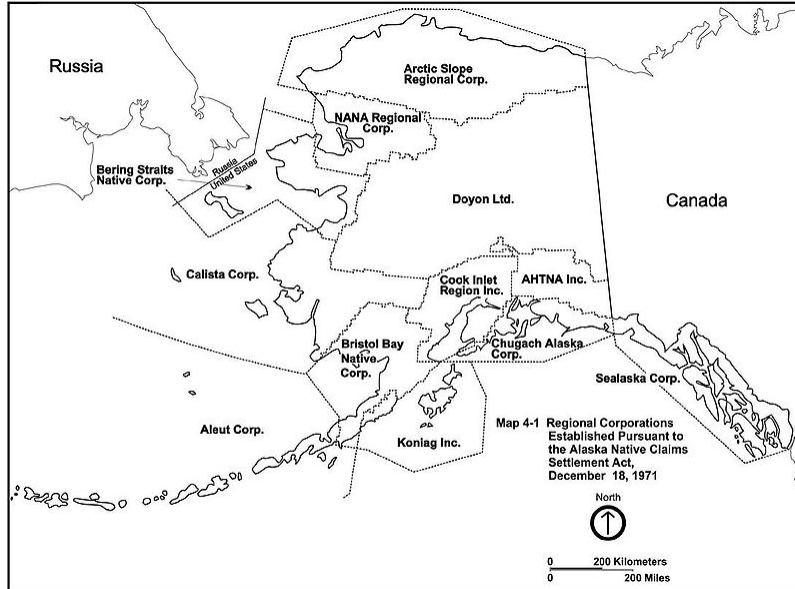 Russia
Arctic Slope
Regional Corp.
NANA Regional
Corp.
Bering Straits
Native Corp.
Russia
United States
Doyon Ltd.
Canada
Calista Corp.
Cook Inlet
Region Inc.
AHTNA Inc.
Bristol Bay
Native
Corp.
Chugach Alaska
Corp.
Sealaska Corp.
Aleut Corp.
Koniag Inc.
Map 4-1 Regional Corporations
Established Pursuant to
the Alaska Native Claims
Settlement Act,
December 18, 1971
North
0 200 Kilometers
0 200 Miles